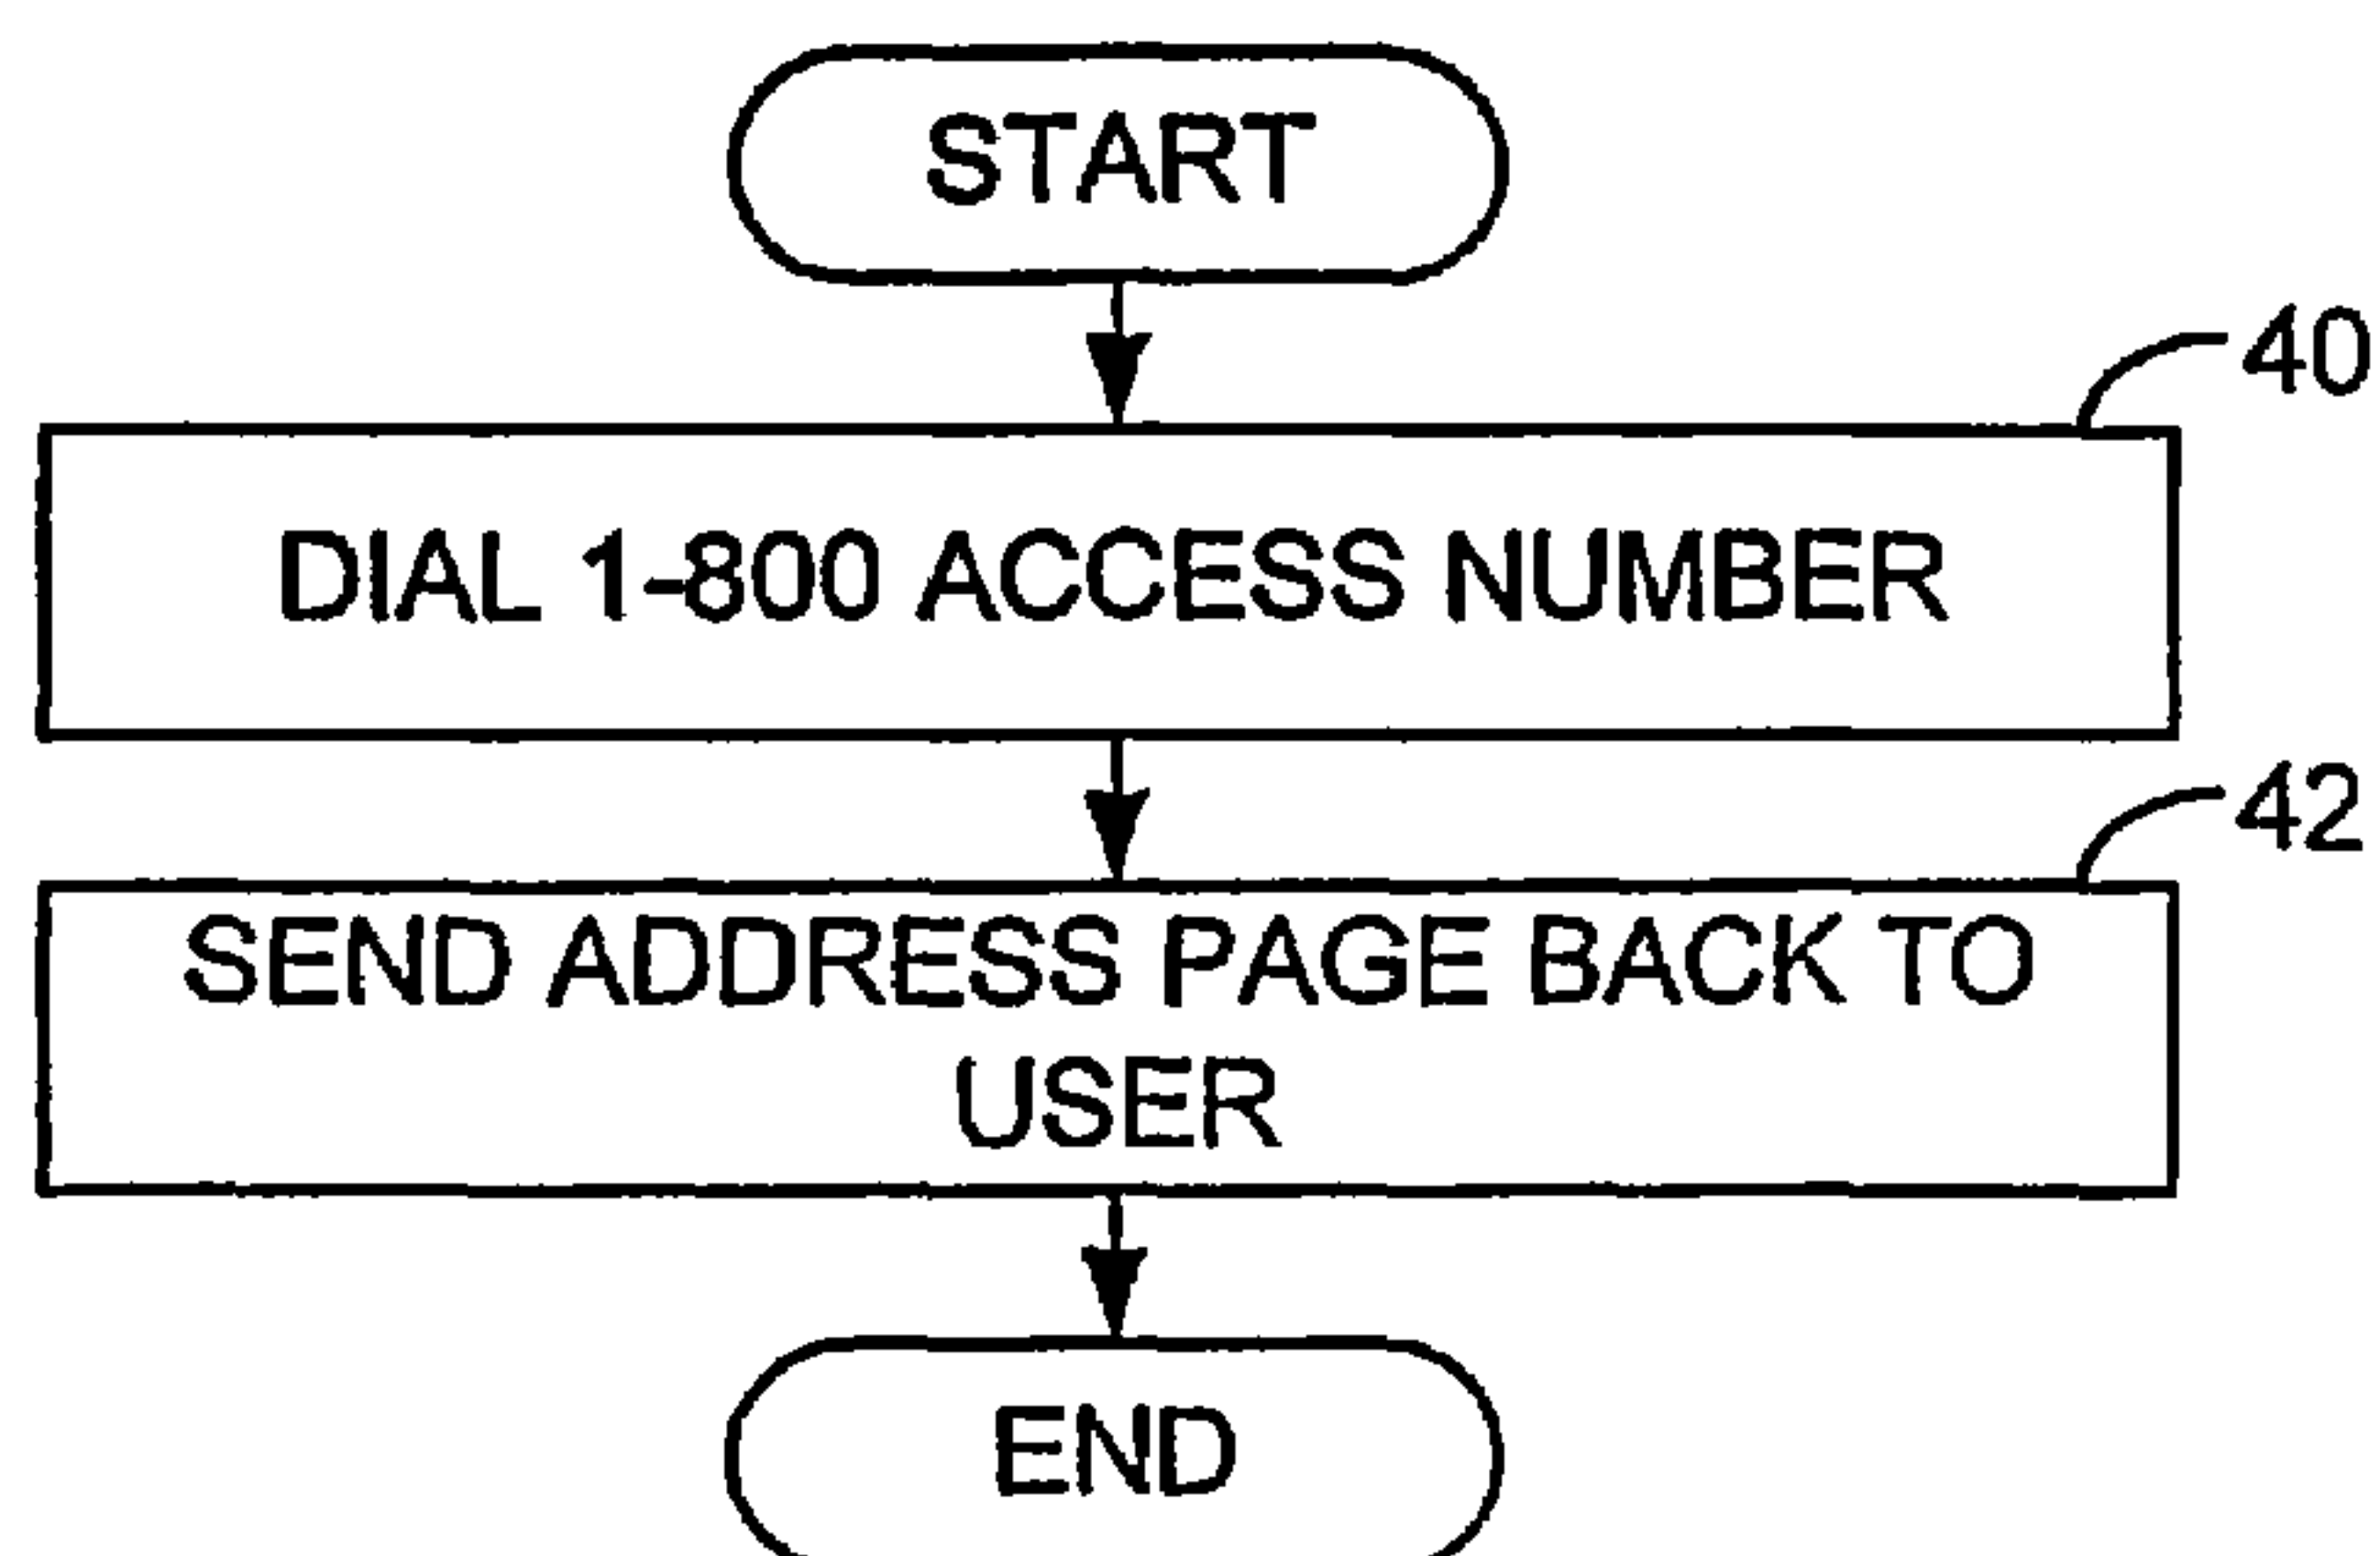 START
40
DIAL 1-800 ACCESS NUMBER
42
SEND ADDRESS PAGE BACK TO
USER
END